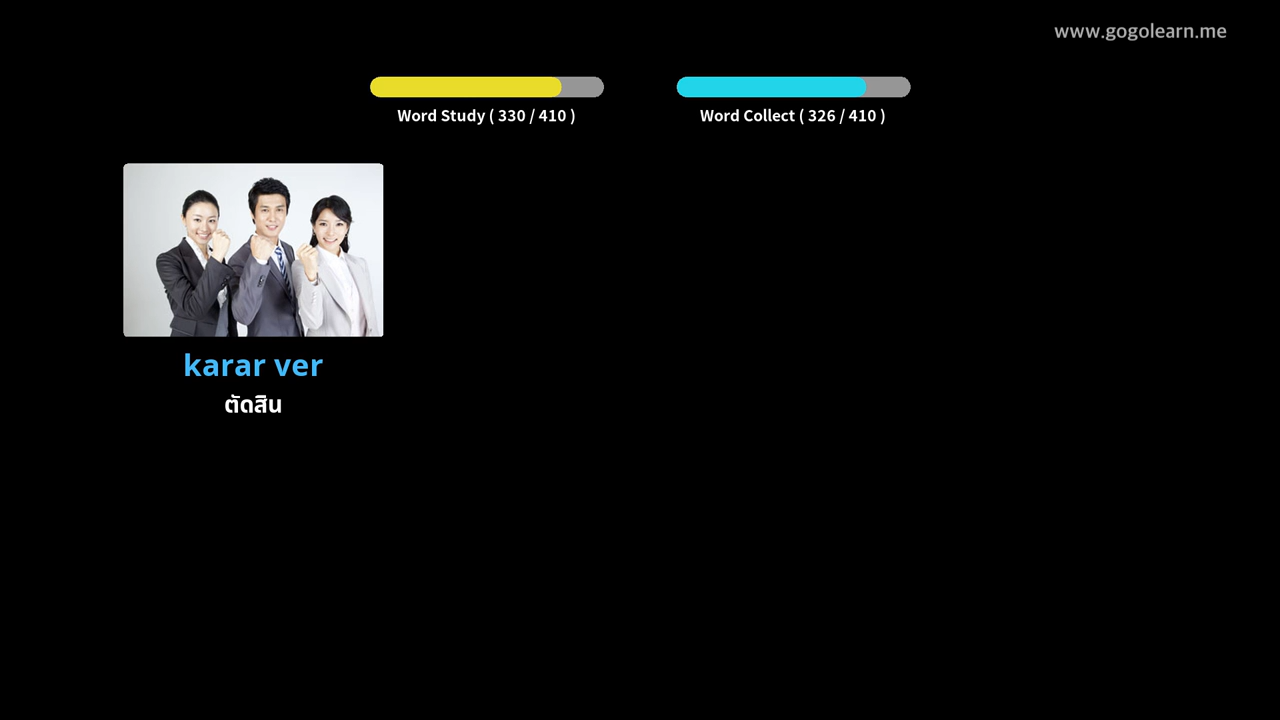 www.gogolearn.me
Word Study ( 330 / 410 )
Word Collect ( 326 / 410 )
karar ver
ตัดสิน